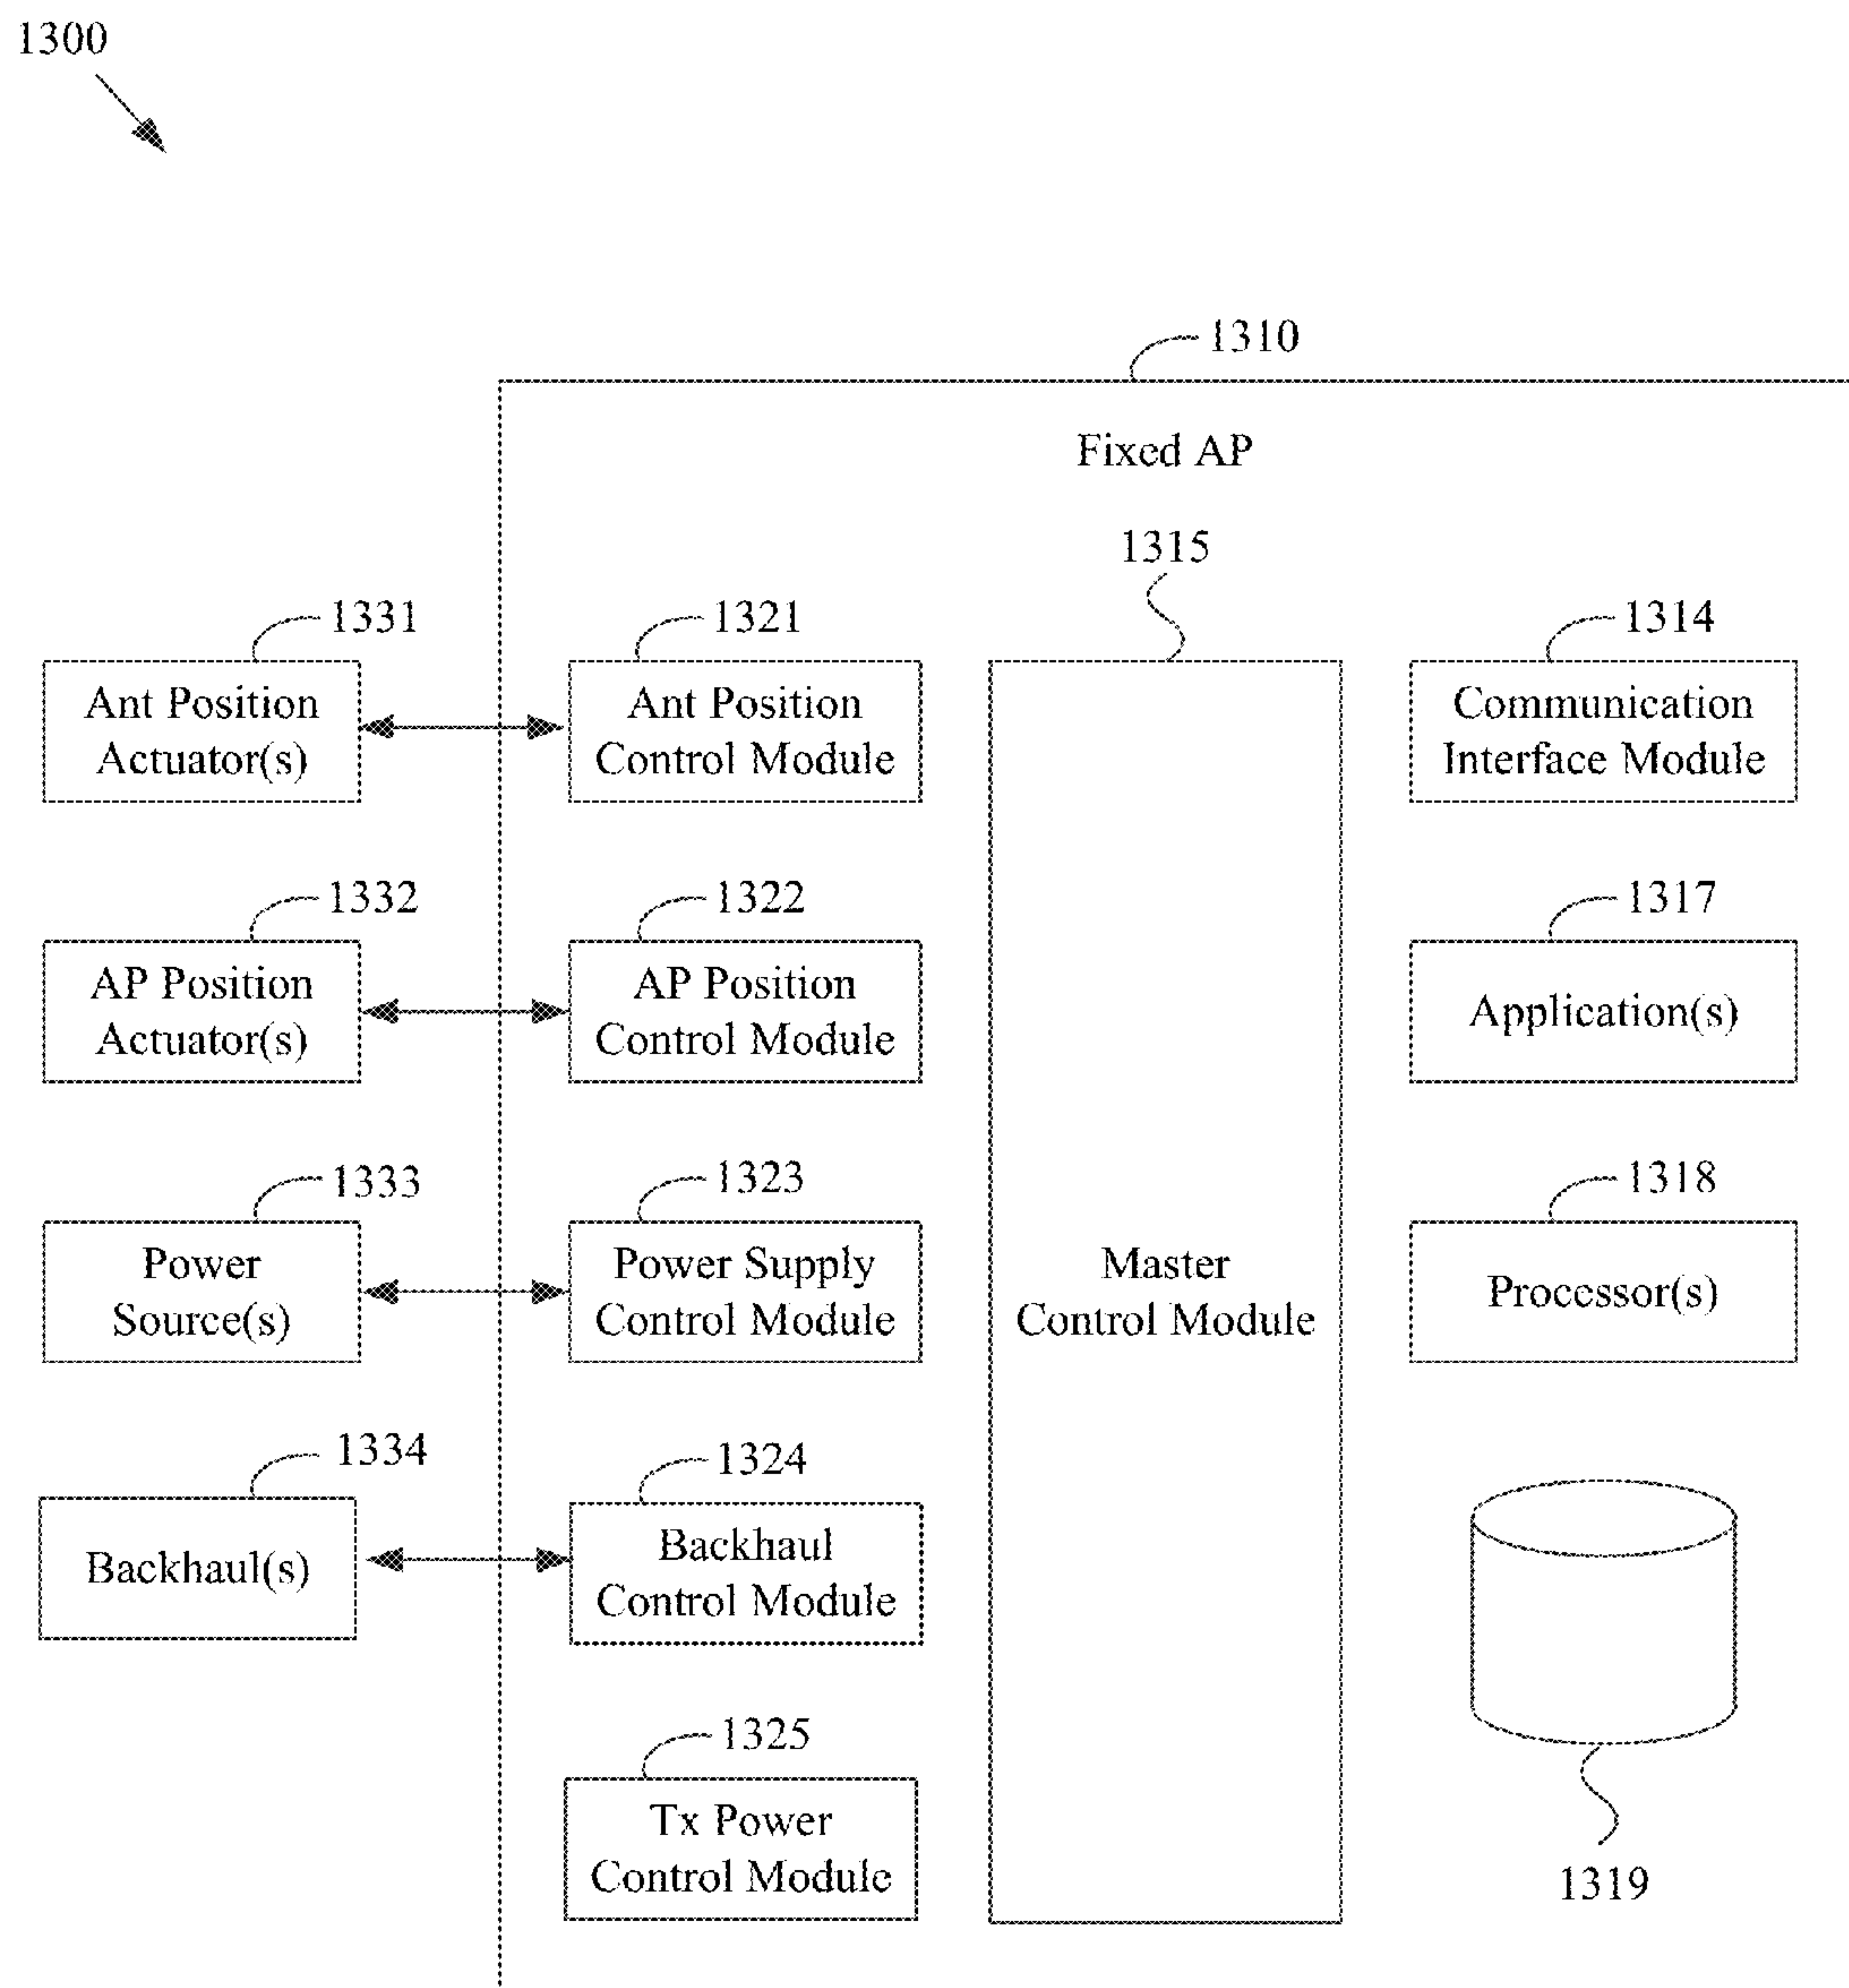 1300
1310
Fixed AP
1315
1331
1321
1314
Ant Position
Actuator(s)
Ant Position
Control Module
Communication
Interface Module
1332
1322
1317
AP Position
Actuator(s)
AP Position
Control Module
Application(s)
1333
1323
1318
Power
Source(s)
Power Supply
Control Module
Master
Control Module
Processor(s)
1334
1324
Backhaul(s)
Backhaul
Control Module
1325
Tx Power
Control Module
1319